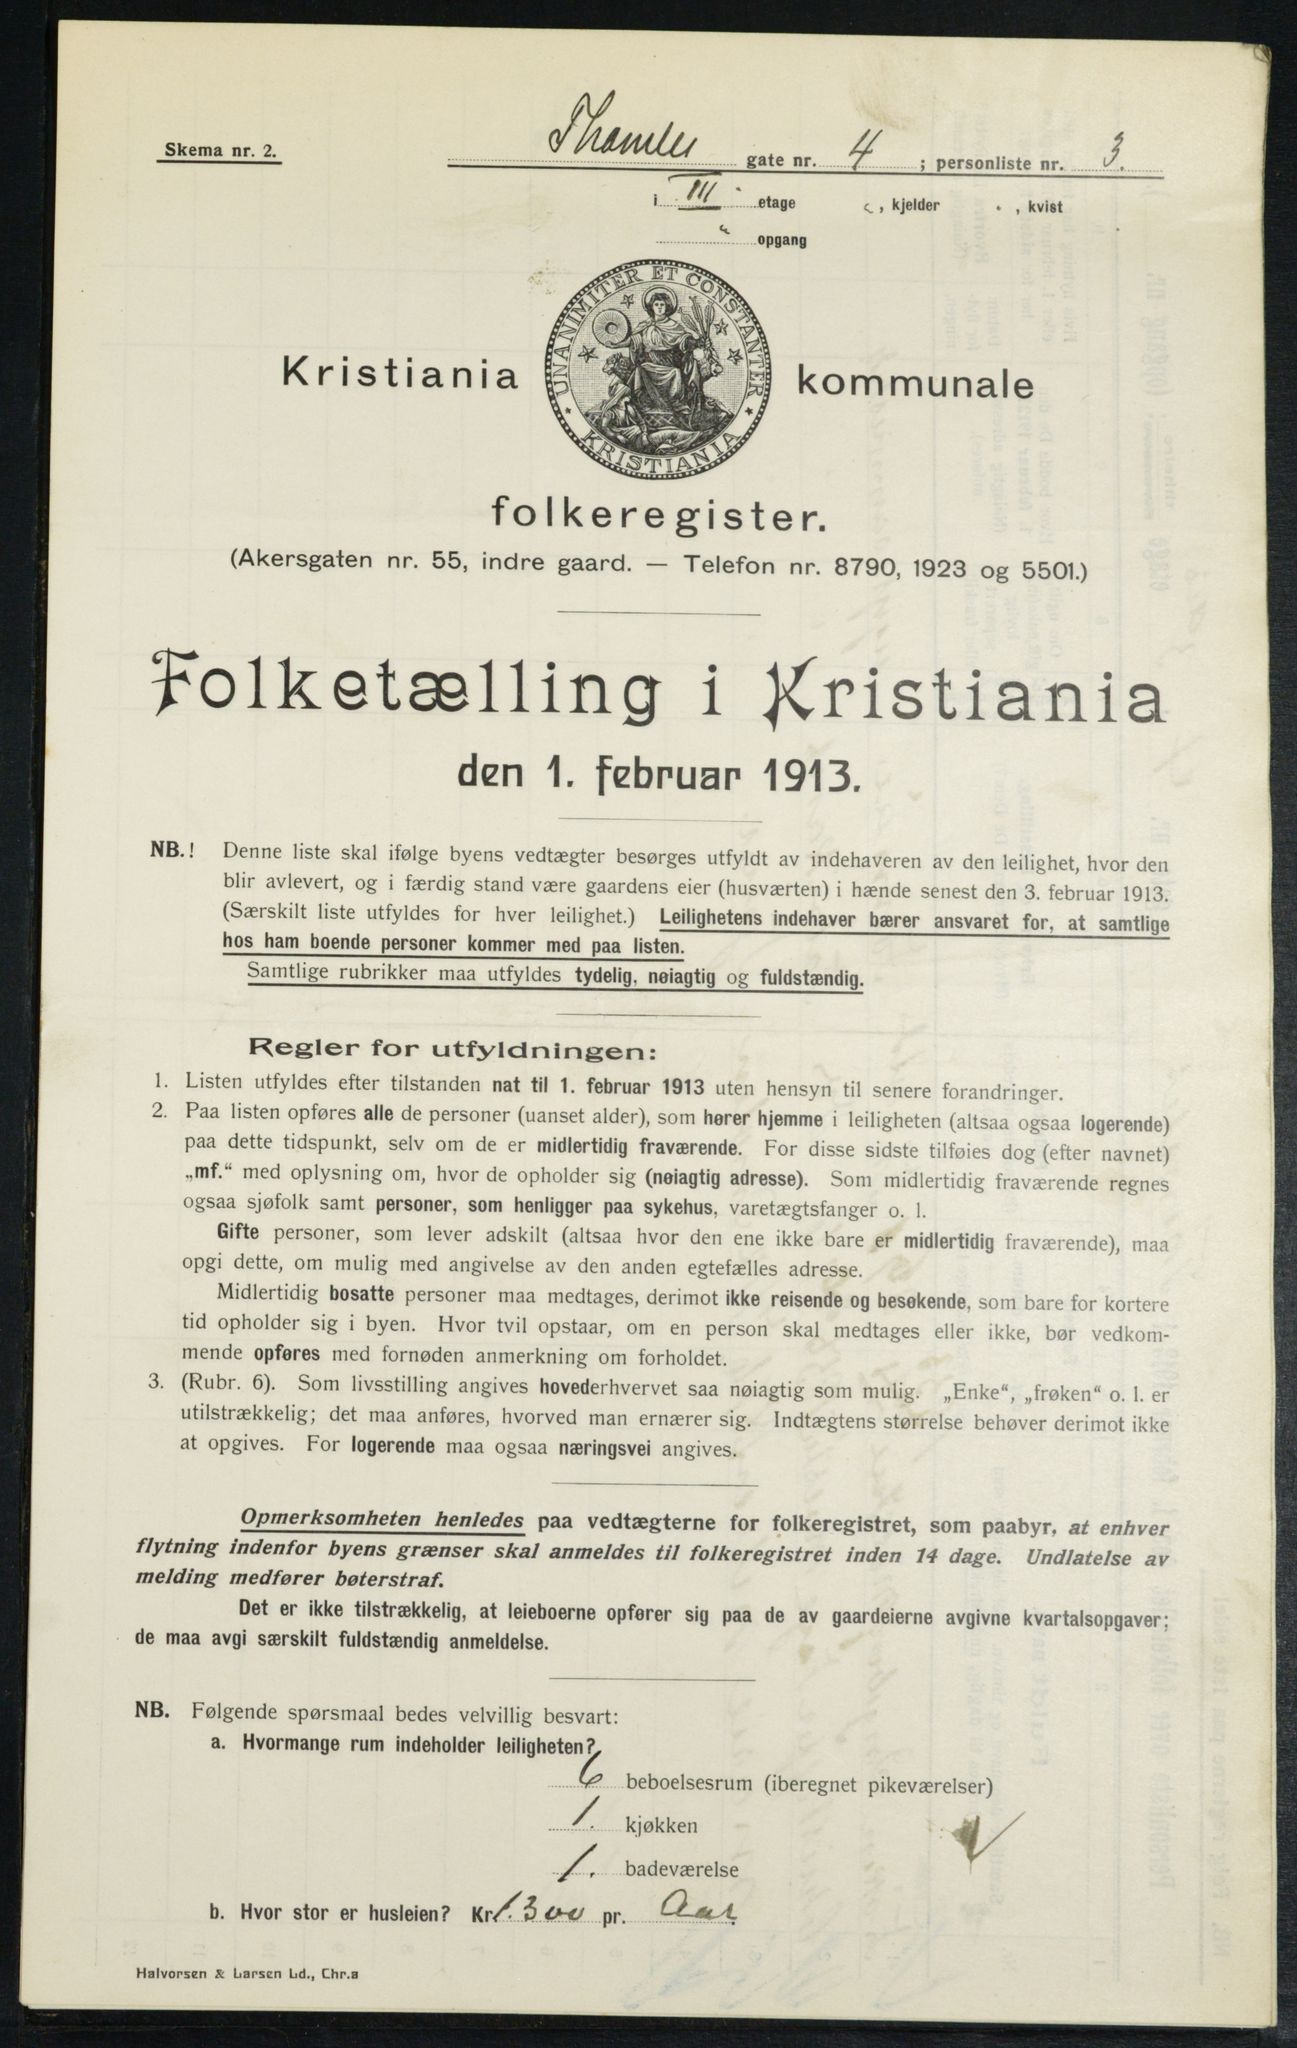 Skema nr. 2.
Thomles gate nr. 4 ; personliste nr. 3.
i III etage , kjelder , kvist
" opgang
UNANIMITER ET CONSTANTER
KRISTIANIA
Kristiania kommunale
folkeregister.
(Akersgaten nr. 55, indre gaard. — Telefon nr. 8790, 1923 og 5501.)
Folketælling i Kristiania
den 1. februar 1913.
NB.! Denne liste skal ifølge byens vedtægter besørges utfyldt av indehaveren av den leilighet, hvor den
blir avlevert, og i færdig stand være gaardens eier (husværten) i hænde senest den 3. februar 1913.
(Særskilt liste utfyldes for hver leilighet.) Leilighetens indehaver bærer ansvaret for, at samtlige
hos ham boende personer kommer med paa listen.
Samtlige rubrikker maa utfyldes tydelig, nøiagtig og fuldstændig.
Regler for utfyldningen:
1. Listen utfyldes efter tilstanden nat til 1. februar 1913 uten hensyn til senere forandringer.
2. Paa listen opføres alle de personer (uanset alder), som hører hjemme i leiligheten (altsaa ogsaa logerende)
paa dette tidspunkt, selv om de er midlertidig fraværende. For disse sidste tilføies dog (efter navnet)
„mf.“ med oplysning om, hvor de opholder sig (nøiagtig adresse). Som midlertidig fraværende regnes
ogsaa sjøfolk samt personer, som henligger paa sykehus, varetægtsfanger o. l.
Gifte personer, som lever adskilt (altsaa hvor den ene ikke bare er midlertidig fraværende), maa
opgi dette, om mulig med angivelse av den anden egtefælles adresse.
Midlertidig bosatte personer maa medtages, derimot ikke reisende og besøkende, som bare for kortere
tid opholder sig i byen. Hvor tvil opstaar, om en person skal medtages eller ikke, bør vedkom-
mende opføres med fornøden anmerkning om forholdet.
3. (Rubr. 6). Som livsstilling angives hovederhvervet saa nøiagtig som mulig. „Enke“, „frøken“ o. l. er
utilstrækkelig; det maa anføres, hvorved man ernærer sig. Indtægtens størrelse behøver derimot ikke
at opgives. For logerende maa ogsaa næringsvei angives.
Opmerksomheten henledes paa vedtægterne for folkeregistret, som paabyr, at enhver
flytning indenfor byens grænser skal anmeldes til folkeregistret inden 14 dage. Undlatelse av
melding medfører bøterstraf.
Det er ikke tilstrækkelig, at leieboerne opfører sig paa de av gaardeierne avgivne kvartalsopgaver;
de maa avgi særskilt fuldstændig anmeldelse.
NB. Følgende spørsmaal bedes velvillig besvart:
a. Hvormange rum indeholder leiligheten?
6 beboelsesrum (iberegnet pikeværelser)
1. kjøkken
1. badeværelse
b. Hvor stor er husleien? Kr. 1300 pr. Aar.
Halvorsen & Larsen Ld., Chr.a